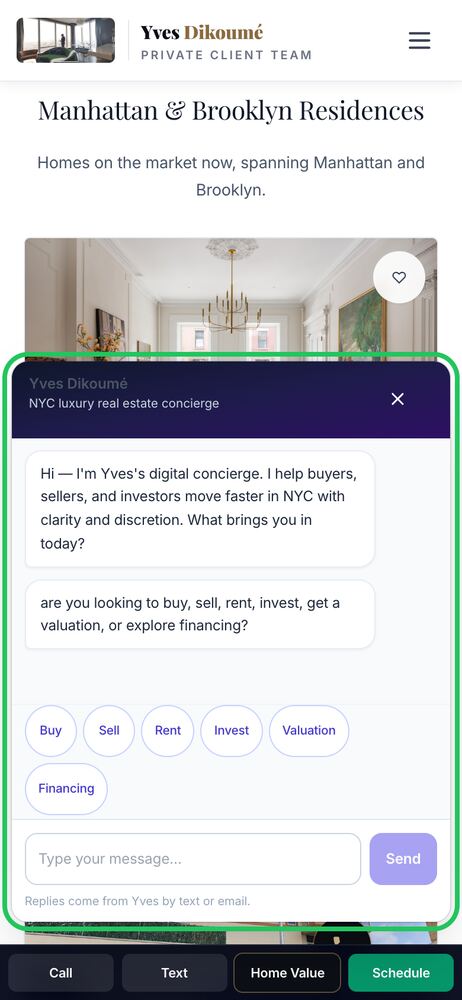 Yves Dikoumé
PRIVATE CLIENT TEAM
Manhattan & Brooklyn Residences
Homes on the market now, spanning Manhattan and
Brooklyn.
Yves Dikoumé
NYC luxury real estate concierge
Hi — I'm Yves's digital concierge. I help buyers,
sellers, and investors move faster in NYC with
clarity and discretion. What brings you in
today?
are you looking to buy, sell, rent, invest, get a
valuation, or explore financing?
Buy
Sell
Rent
Invest
Valuation
Financing
Type your message...
Send
Replies come from Yves by text or email.
Call
Text
Home Value
Schedule